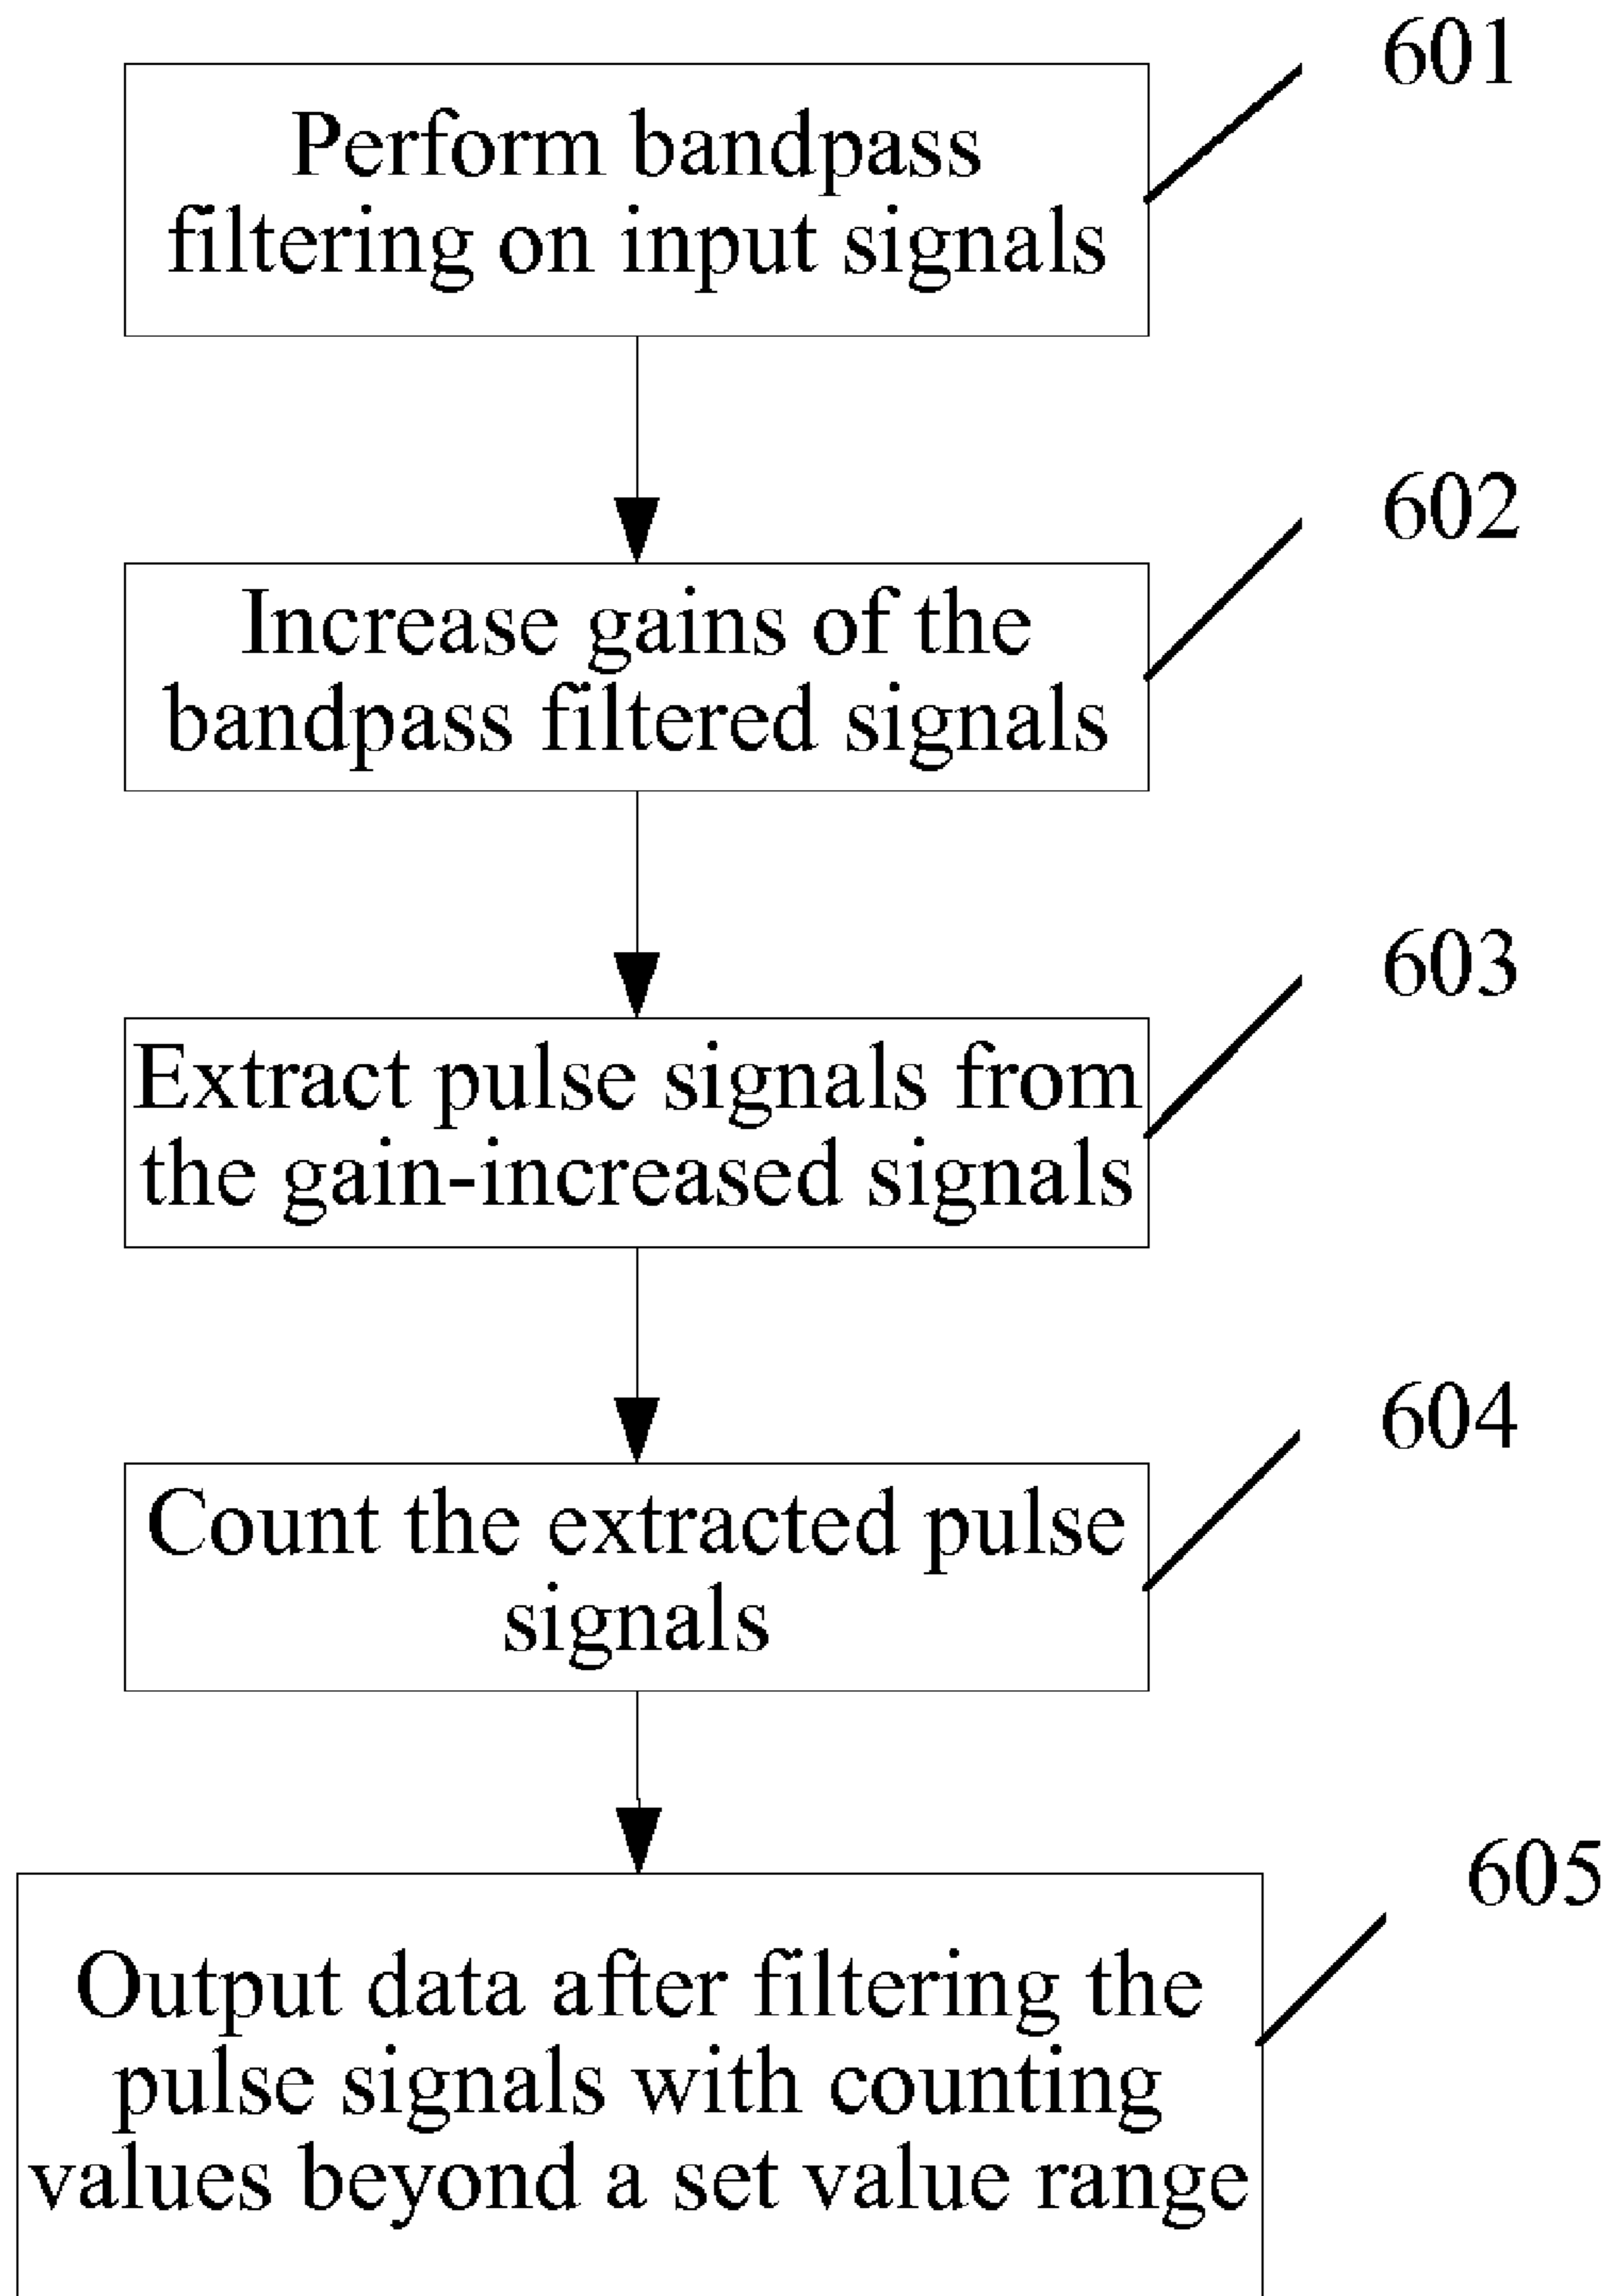 601
Perform bandpass
filtering on input signals
602
Increase gains of the
bandpass filtered signals
603
Extract pulse signals from
the gain-increased signals
604
Count the extracted pulse
signals
605
Output data after filtering the
pulse signals with counting
values beyond a set value range